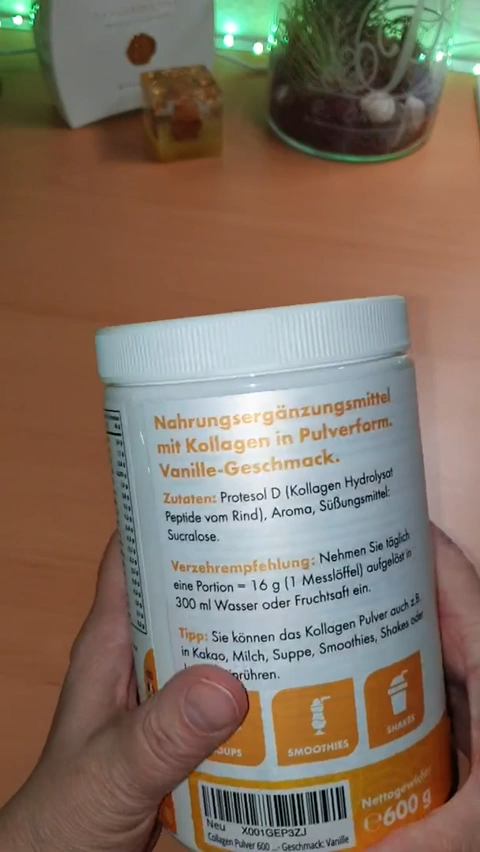 Nahrungsergänzungsmittel
mit Kollagen in Pulverform.
Vanille-Geschmack.
Zutaten: Protesol D (Kollagen Hydrolysat
Peptide vom Rind), Aroma, Süßungsmittel:
Sucralose.
Verzehrempfehlung: Nehmen Sie täglich
eine Portion = 16 g (1 Messlöffel) aufgelöst in
300 ml Wasser oder Fruchtsaft ein.
Tipp: Sie können das Kollagen Pulver auch z.B.
in Kakao, Milch, Suppe, Smoothies, Shakes oder
SMOOTHIES
SHAKES
Nettogewicht:
℮600 g
Neu X001GEP3ZJ
Collagen Pulver 600 ...- Geschmack: Vanille